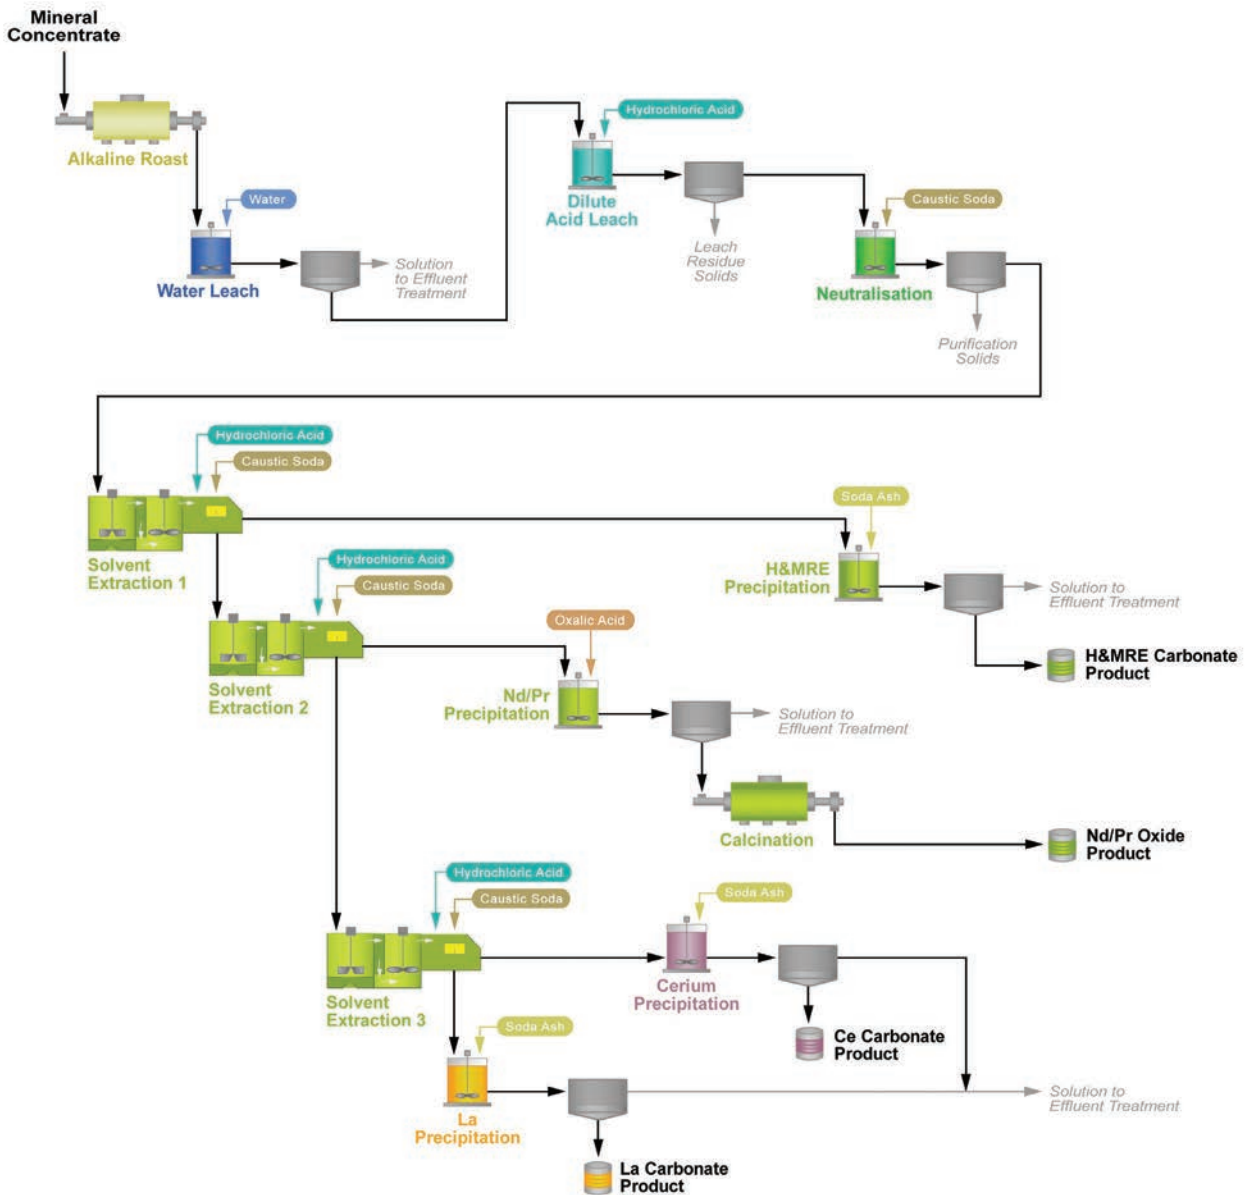 Mineral
Concentrate
Alkaline Roast
Water
Water Leach
Solution
to Effluent
Treatment
Hydrochloric Acid
Dilute
Acid Leach
Leach
Residue
Solids
Caustic Soda
Neutralisation
Purification
Solids
Hydrochloric Acid
Caustic Soda
Solvent
Extraction 1
Soda Ash
H&MRE
Precipitation
Solution to
Effluent Treatment
H&MRE Carbonate
Product
Hydrochloric Acid
Caustic Soda
Solvent
Extraction 2
Oxalic Acid
Nd/Pr
Precipitation
Solution to
Effluent Treatment
Calcination
Nd/Pr Oxide
Product
Hydrochloric Acid
Caustic Soda
Solvent
Extraction 3
Soda Ash
Cerium
Precipitation
Ce Carbonate
Product
Soda Ash
La
Precipitation
Solution to
Effluent Treatment
La Carbonate
Product